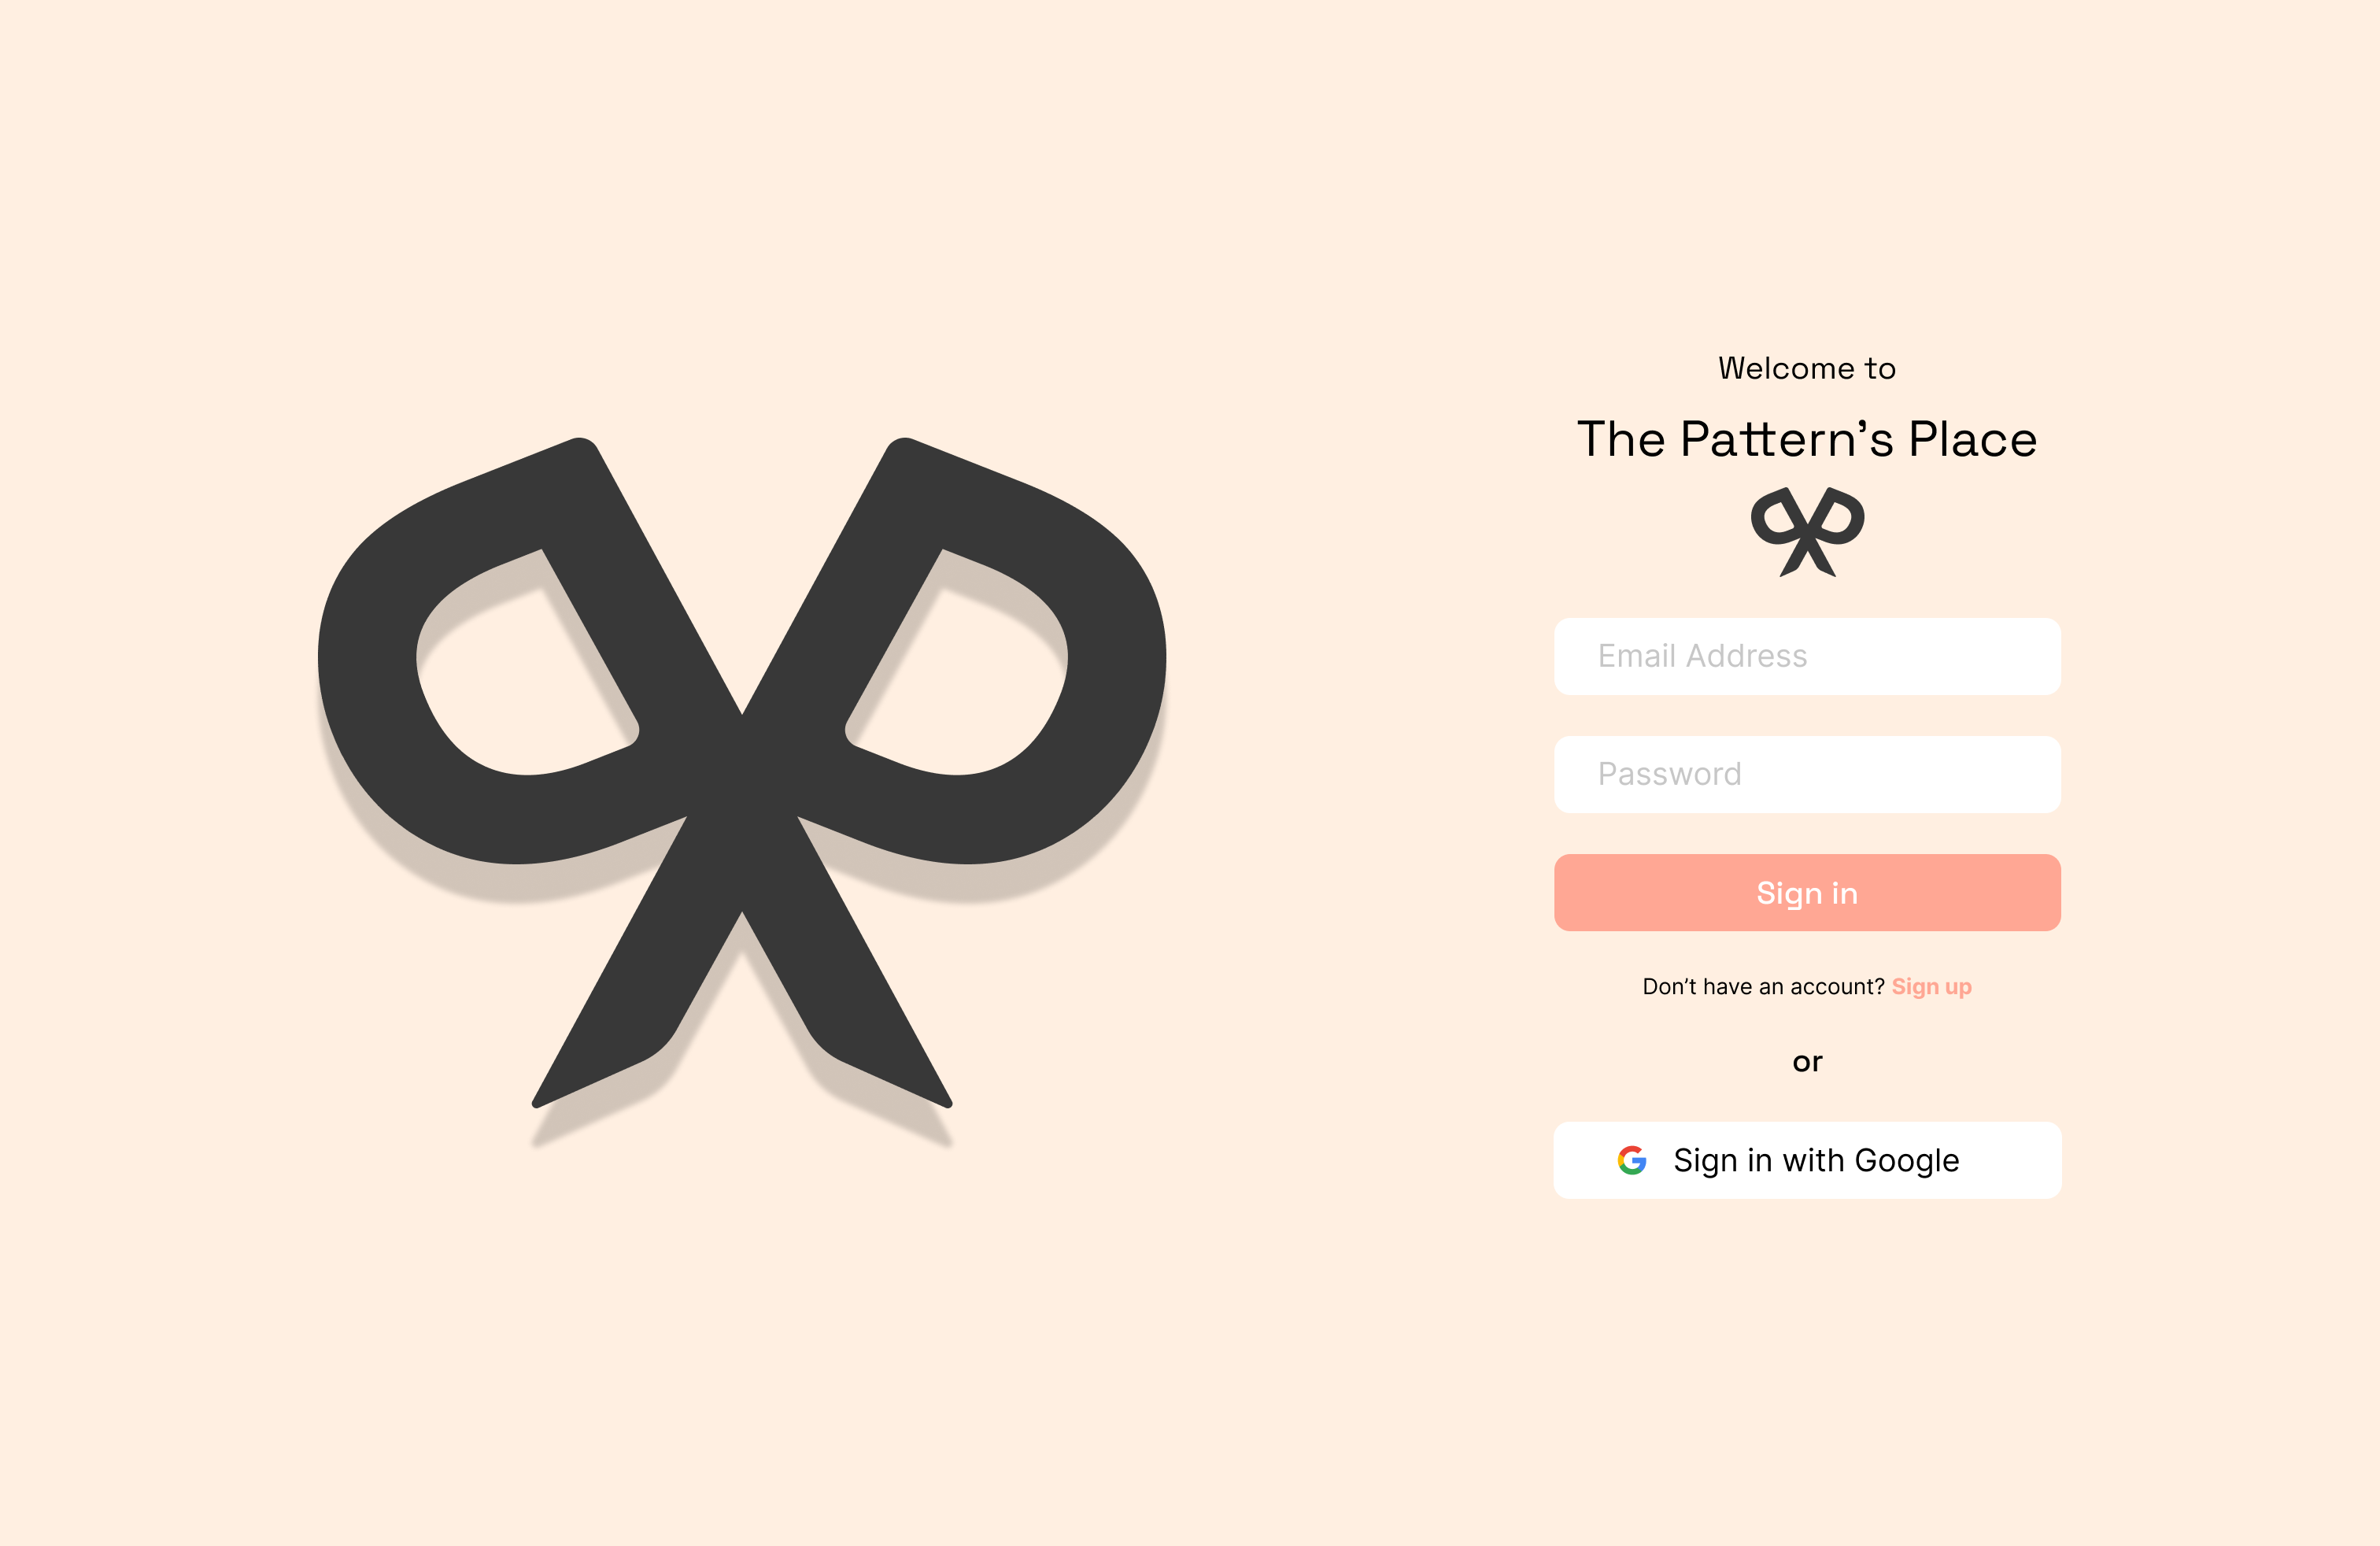 Welcome to
The Pattern’s Place
Email Address
Password
Sign in
Don’t have an account? Sign up
or
Sign in with Google